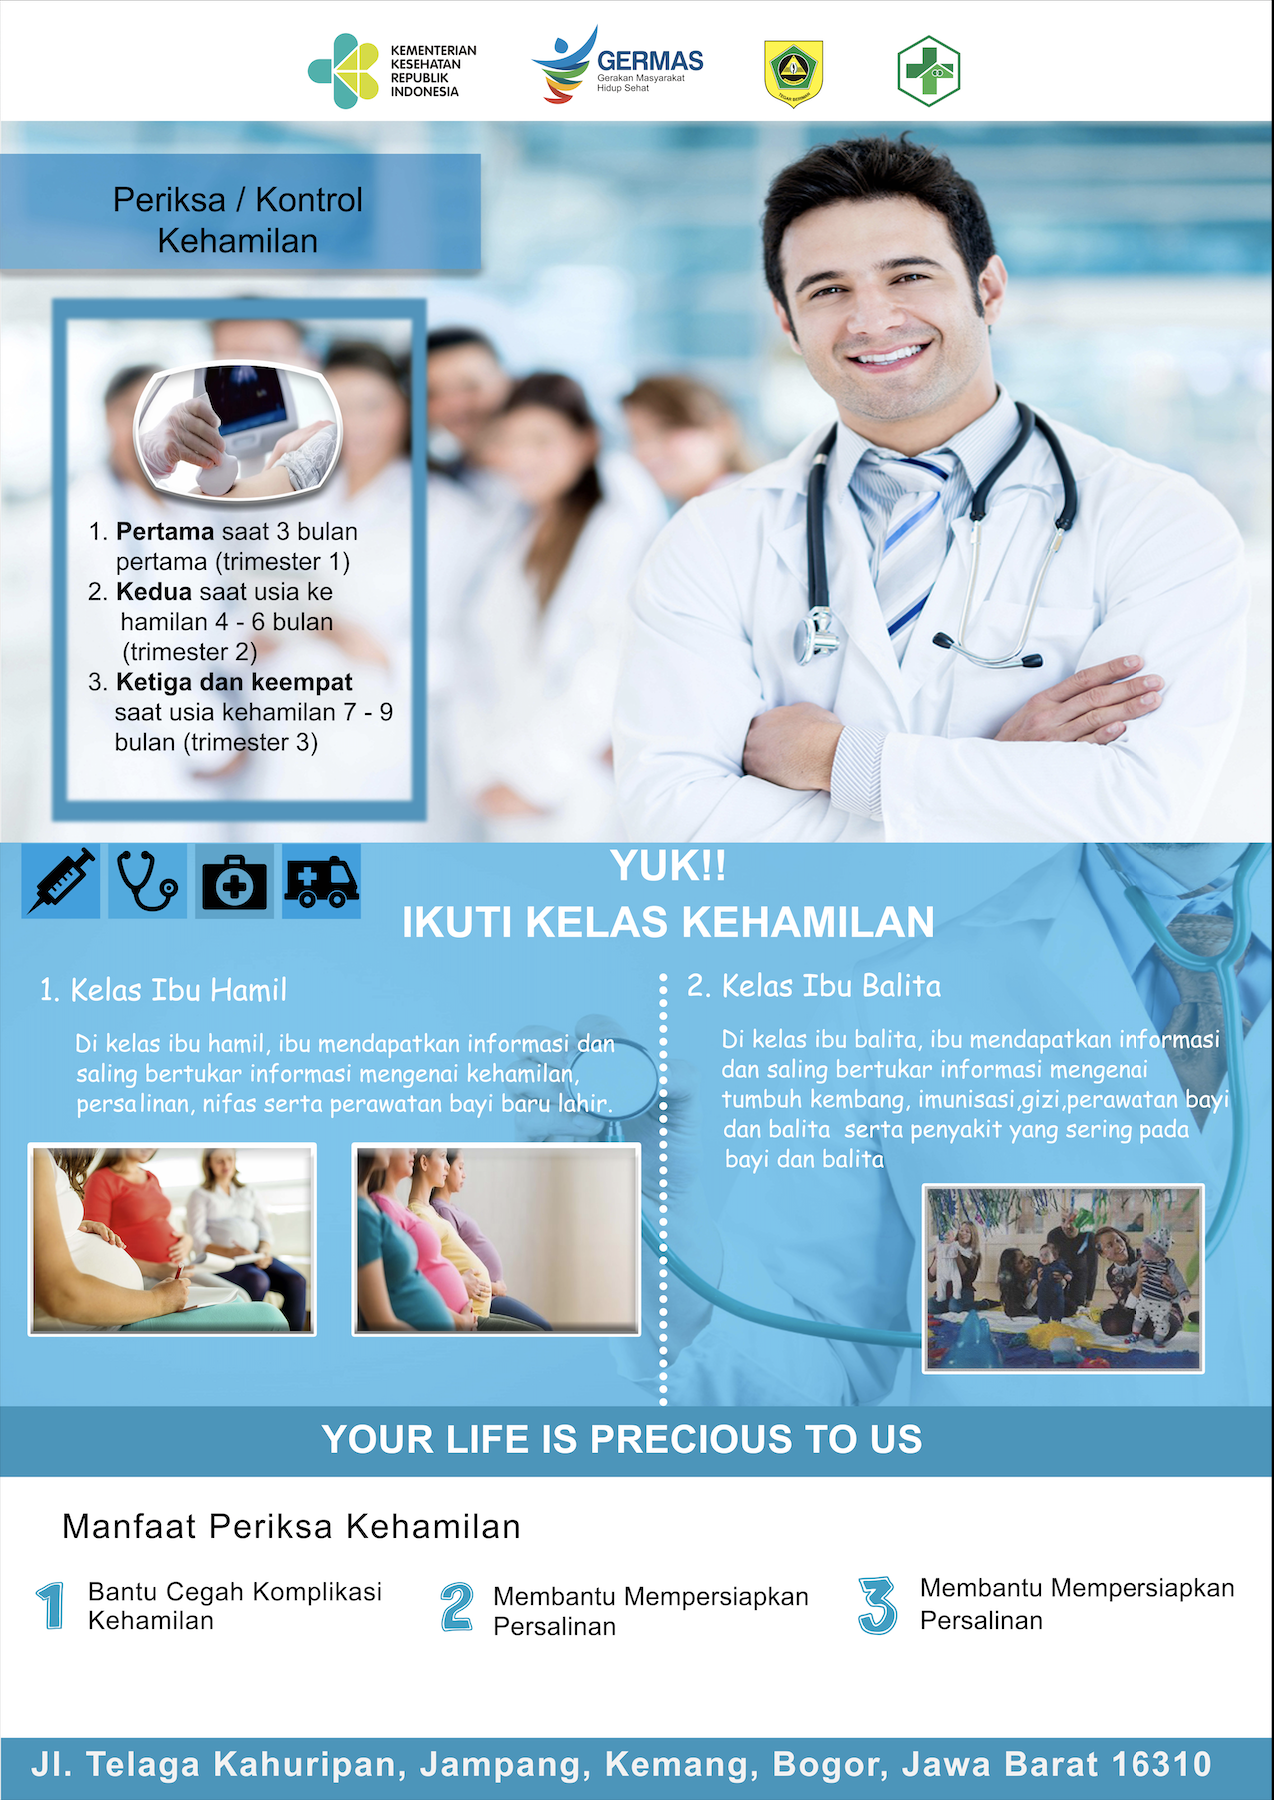 KEMENTERIAN
KESEHATAN
REPUBLIK
INDONESIA
GERMAS
Gerakan Masyarakat
Hidup Sehat
TEGAR BERIMAN
Periksa / Kontrol
Kehamilan
1. Pertama saat 3 bulan
pertama (trimester 1)
2. Kedua saat usia ke
hamilan 4 - 6 bulan
(trimester 2)
3. Ketiga dan keempat
saat usia kehamilan 7 - 9
bulan (trimester 3)
YUK!!
IKUTI KELAS KEHAMILAN
1. Kelas Ibu Hamil
Di kelas ibu hamil, ibu mendapatkan informasi dan
saling bertukar informasi mengenai kehamilan,
persalinan, nifas serta perawatan bayi baru lahir.
2. Kelas Ibu Balita
Di kelas ibu balita, ibu mendapatkan informasi
dan saling bertukar informasi mengenai
tumbuh kembang, imunisasi,gizi,perawatan bayi
dan balita  serta penyakit yang sering pada
bayi dan balita
YOUR LIFE IS PRECIOUS TO US
Manfaat Periksa Kehamilan
1 Bantu Cegah Komplikasi
Kehamilan
2 Membantu Mempersiapkan
Persalinan
3 Membantu Mempersiapkan
Persalinan
Jl. Telaga Kahuripan, Jampang, Kemang, Bogor, Jawa Barat 16310